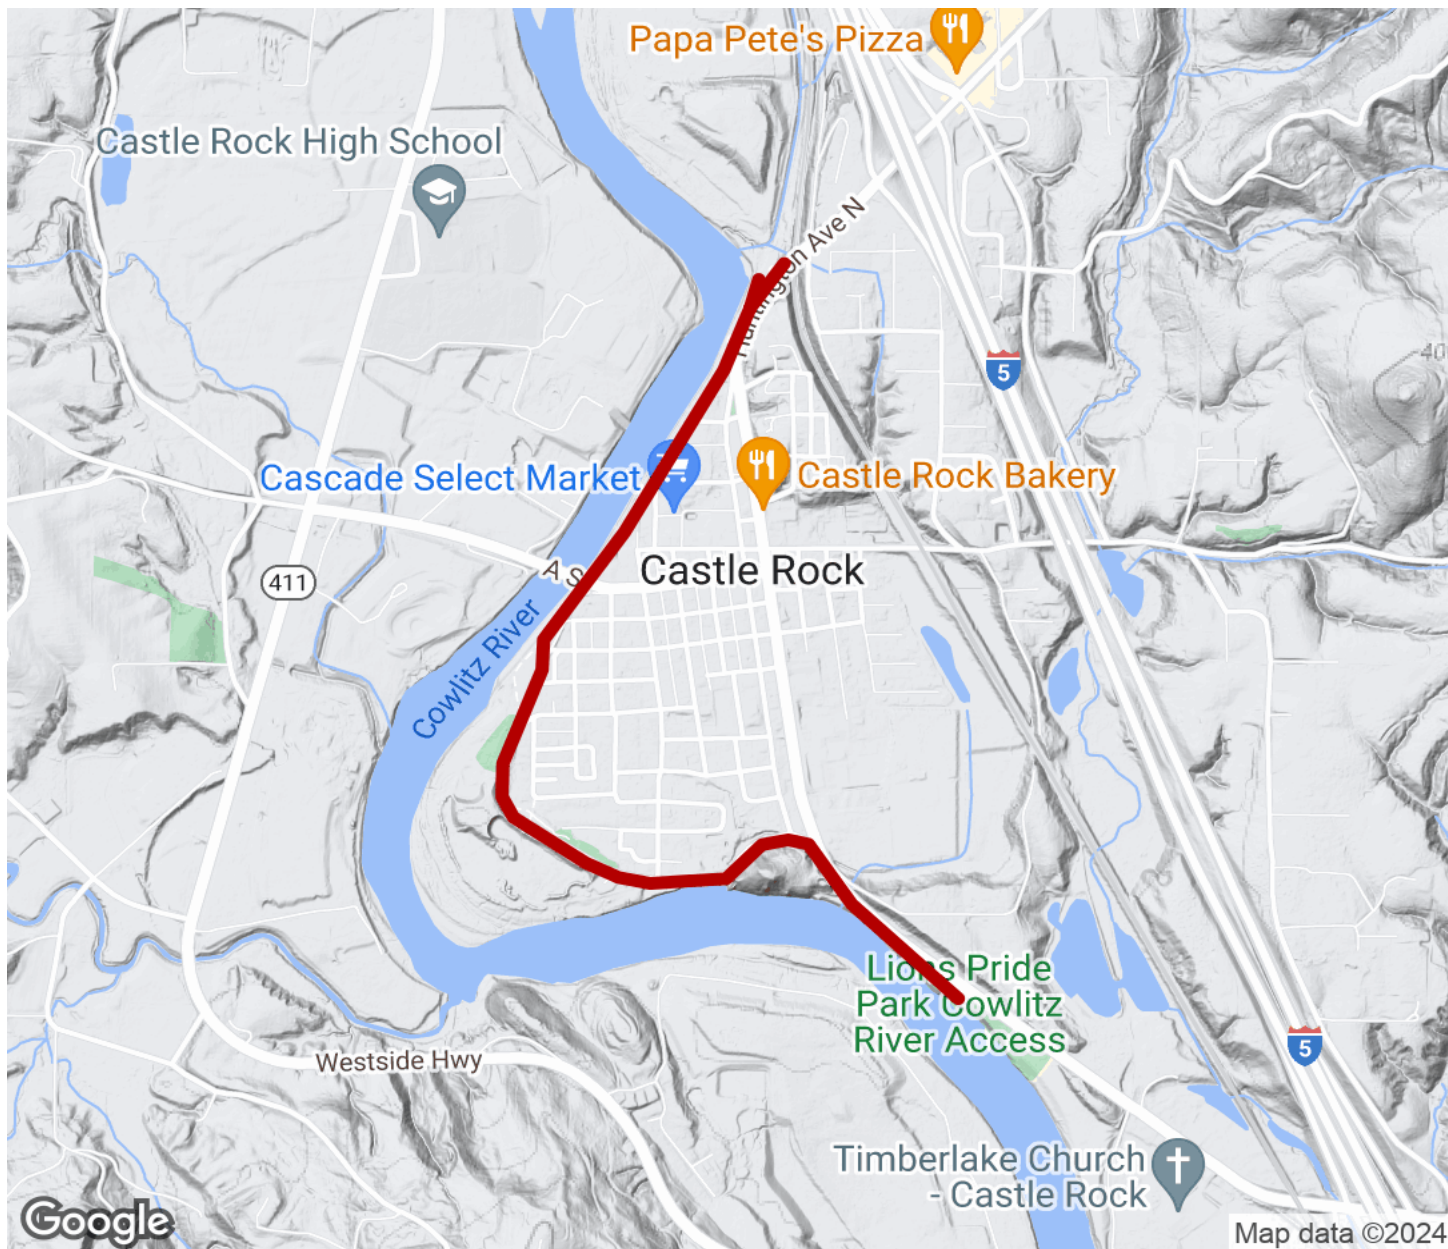 Papa Pete's Pizza
Castle Rock High School
Huntington Ave N
5
40
Cascade Select Market
Castle Rock Bakery
A S
Castle Rock
411
Cowlitz River
Lions Pride
Park Cowlitz
River Access
5
Westside Hwy
Timberlake Church
- Castle Rock
Google
Map data ©2024